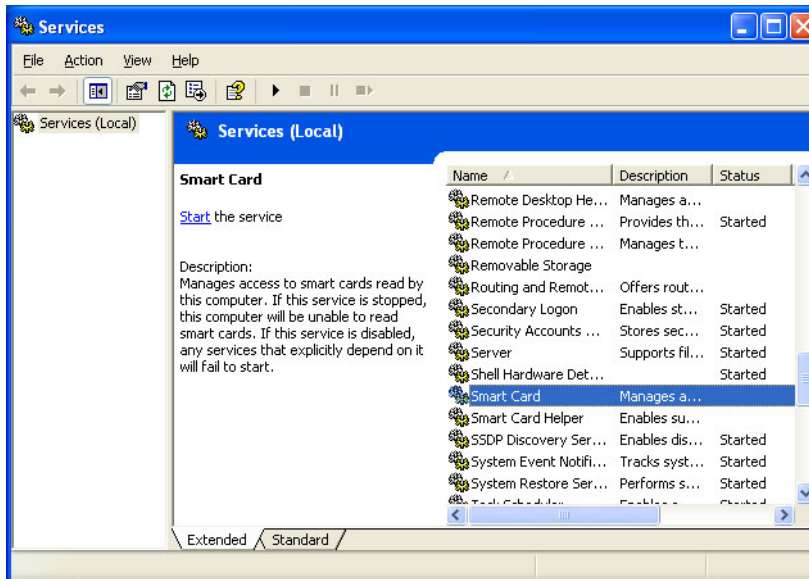 Services
File Action View Help
Services (Local)
Services (Local)
Smart Card
Start the service
Description:
Manages access to smart cards read by
this computer. If this service is stopped,
this computer will be unable to read
smart cards. If this service is disabled,
any services that explicitly depend on it
will fail to start.
Name Description Status
Remote Desktop He... Manages a...
Remote Procedure ... Provides th... Started
Remote Procedure ... Manages t...
Removable Storage
Routing and Remot... Offers rout...
Secondary Logon Enables st... Started
Security Accounts ... Stores sec... Started
Server Supports fil... Started
Shell Hardware Det... Started
Smart Card Manages a...
Smart Card Helper Enables su...
SSDP Discovery Ser... Enables dis... Started
System Event Notifi... Tracks syst... Started
System Restore Ser... Performs s... Started
Task Scheduler Enables a... Started
Extended Standard